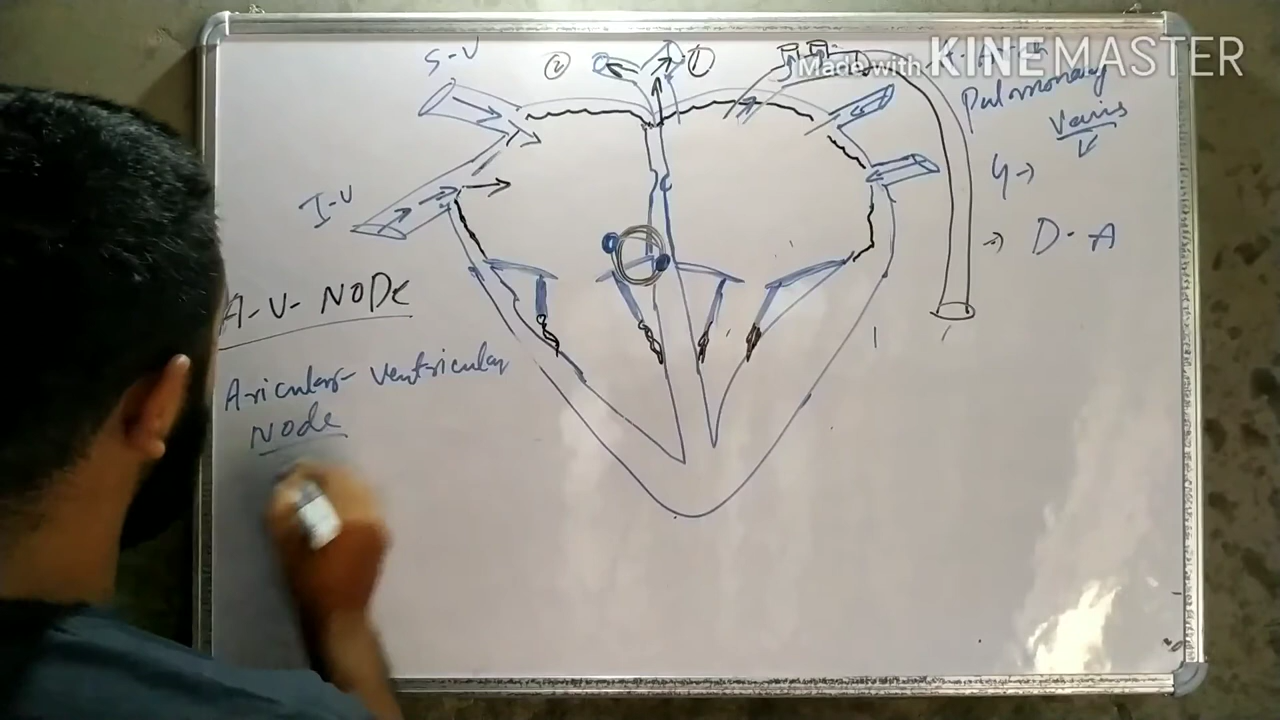 S-V
②
①
Made with KINEMASTER
Pulmonary
Veins
I-V
4→
→ D-A
A-V-NODe
Aricular- Ventricular
Node